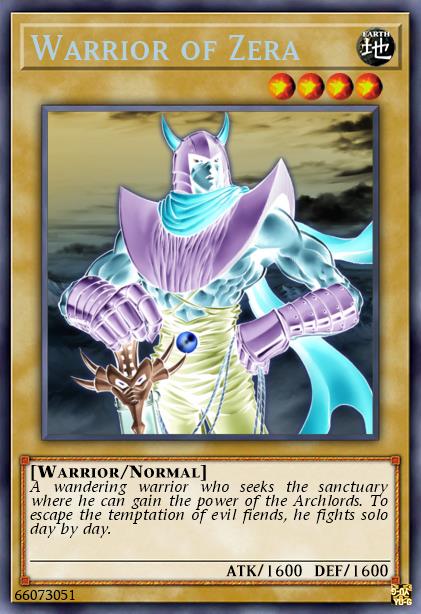 Warrior of Zera
EARTH
地
[Warrior/Normal]
A wandering warrior who seeks the sanctuary
where he can gain the power of the Archlords. To
escape the temptation of evil fiends, he fights solo
day by day.
ATK/1600 DEF/1600
66073051